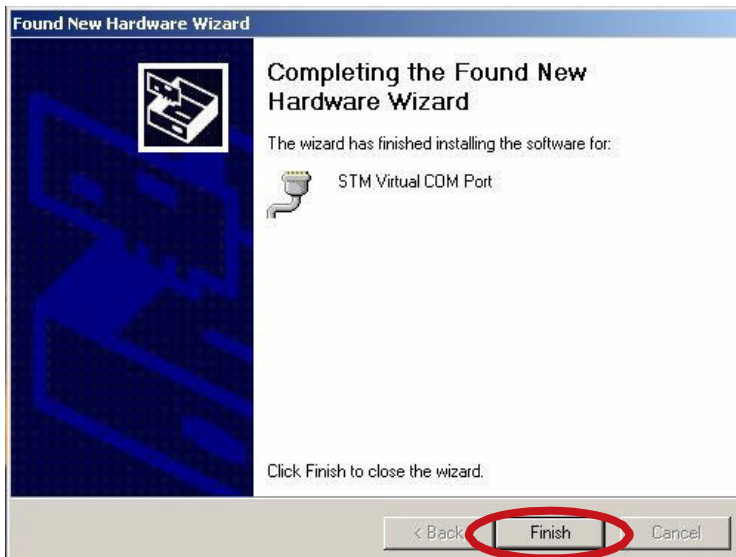 Found New Hardware Wizard
Completing the Found New
Hardware Wizard
The wizard has finished installing the software for:
STM Virtual COM Port
Click Finish to close the wizard.
< Back
Finish
Cancel